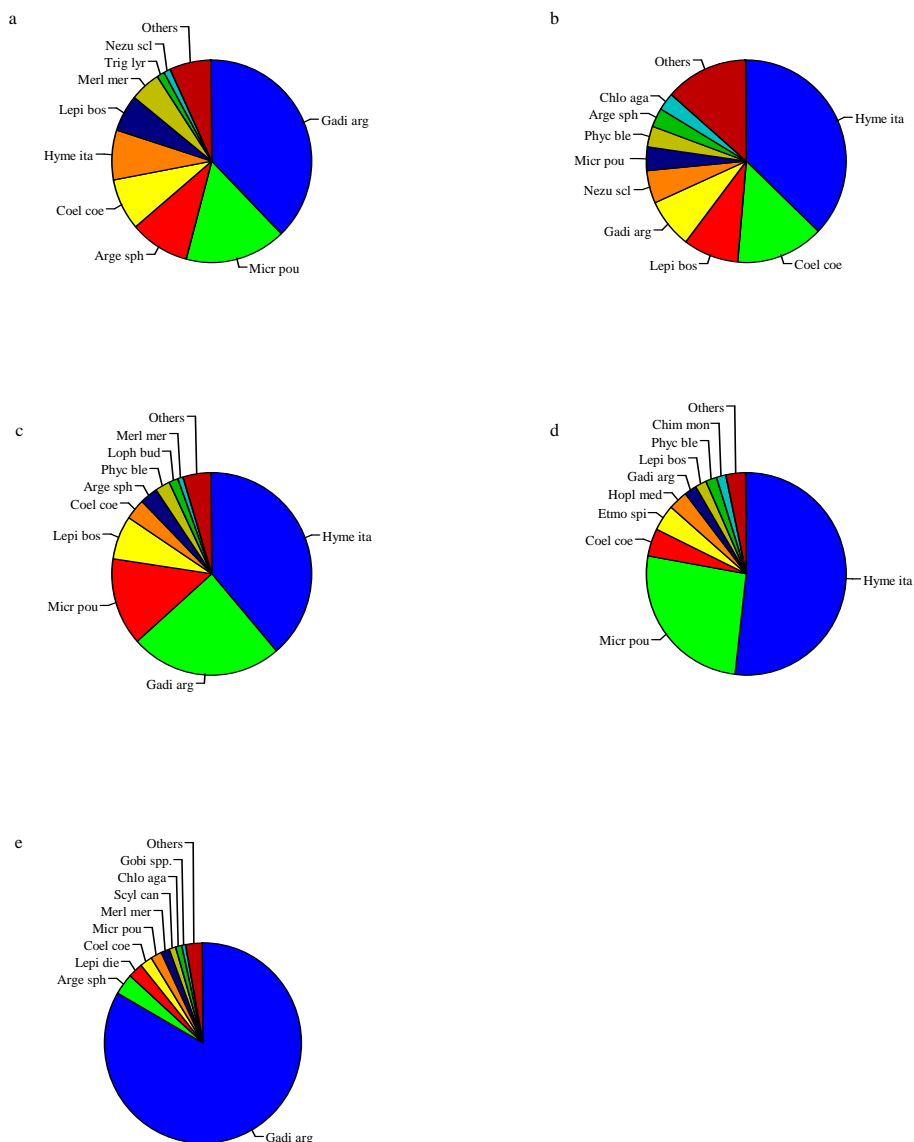 a
Others
Nezu scl
Trig lyr
Merl mer
Lepi bos
Hyme ita
Coel coe
Arge sph
Micr pou
Gadi arg
b
Others
Chlo aga
Arge sph
Phyc ble
Micr pou
Nezu scl
Gadi arg
Lepi bos
Coel coe
Hyme ita
c
Others
Merl mer
Loph bud
Phyc ble
Arge sph
Coel coe
Lepi bos
Micr pou
Gadi arg
Hyme ita
d
Others
Chim mon
Phyc ble
Lepi bos
Gadi arg
Hopl med
Etmo spi
Coel coe
Micr pou
Hyme ita
e
Others
Gobi spp.
Chlo aga
Scyl can
Merl mer
Micr pou
Coel coe
Lepi die
Arge sph
Gadi arg